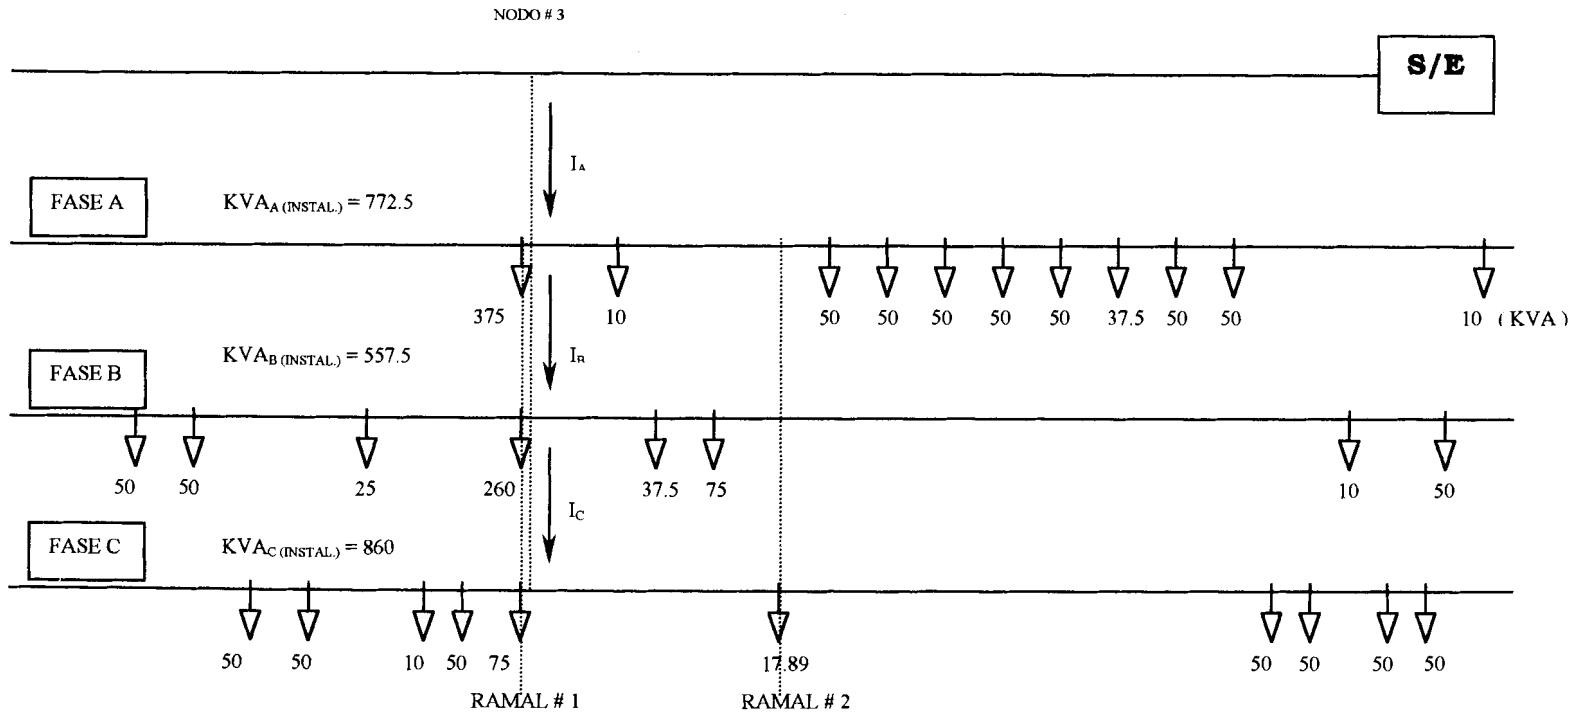 NODO # 3
S/E
I_A
FASE A
KVA_A (INSTAL.) = 772.5
375 10 50 50 50 50 50 37.5 50 50 10 ( KVA )
KVA_B (INSTAL.) = 557.5
I_B
FASE B
50 50 25 260 37.5 75 10 50
I_C
FASE C
KVA_C (INSTAL.) = 860
50 50 10 50 75 17.89 50 50 50 50
RAMAL # 1 RAMAL # 2